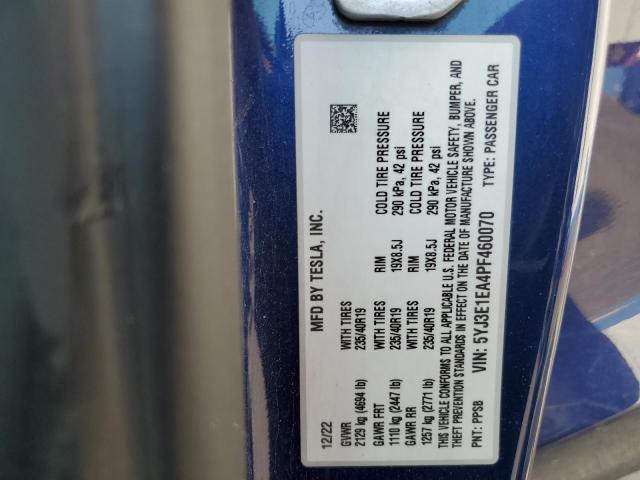 12/22 MFD BY TESLA, INC.
GVWR WITH TIRES RIM COLD TIRE PRESSURE
2129 kg (4694 lb) 235/40R19 19X8.5J 290 kPa, 42 psi
GAWR FRT WITH TIRES RIM COLD TIRE PRESSURE
1110 kg (2447 lb) 235/40R19 19X8.5J 290 kPa, 42 psi
GAWR RR WITH TIRES
1257 kg (2771 lb) 235/40R19
THIS VEHICLE CONFORMS TO ALL APPLICABLE U.S. FEDERAL MOTOR VEHICLE SAFETY, BUMPER, AND
THEFT PREVENTION STANDARDS IN EFFECT ON THE DATE OF MANUFACTURE SHOWN ABOVE.
VIN: 5YJ3E1EA4PF460070
PNT: PPSB TYPE: PASSENGER CAR